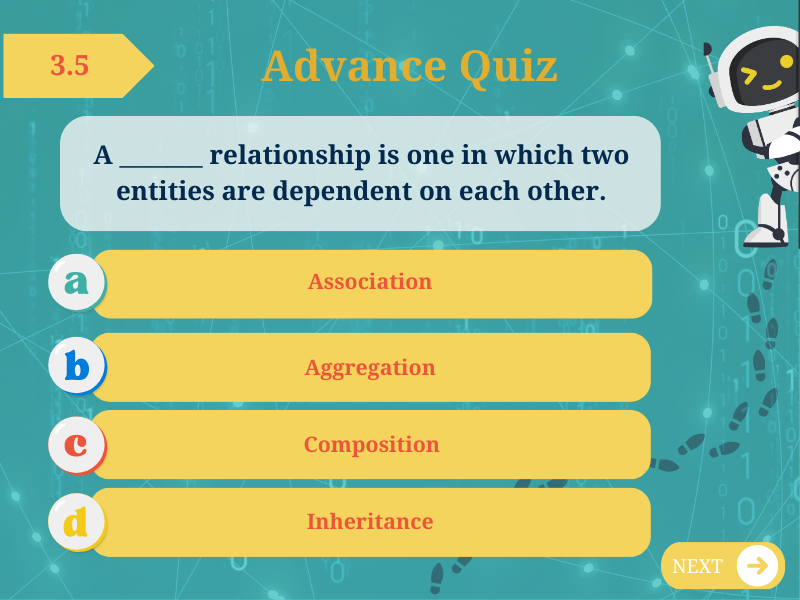 3.5
Advance Quiz
A _______ relationship is one in which two
entities are dependent on each other.
a
Association
b
Aggregation
c
Composition
d
Inheritance
NEXT